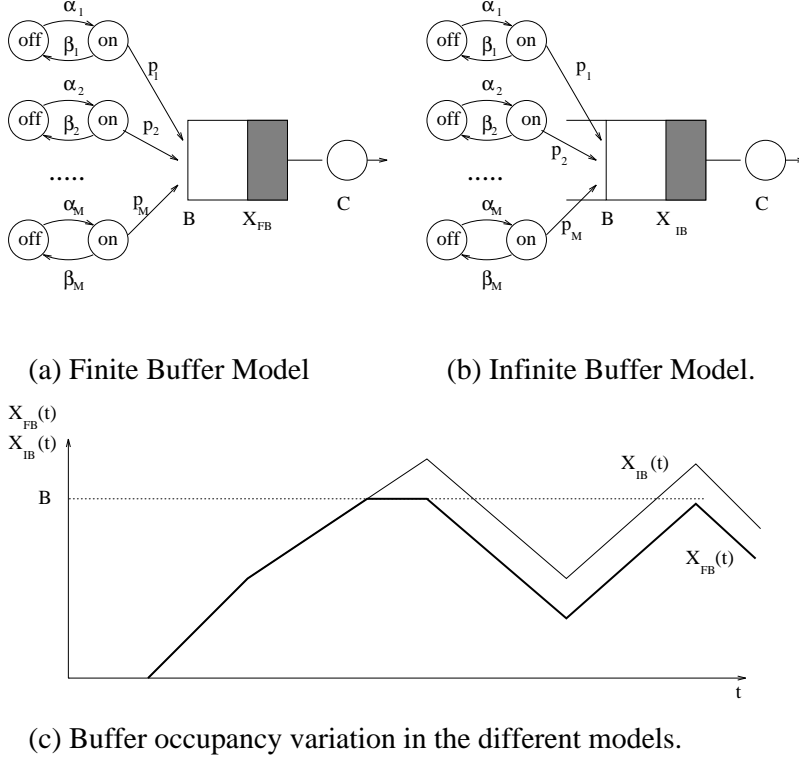 α1
off on
β1
p1
α2
off on
β2
p2
.....
αM
off on
βM
pM
B XFB
C
α1
off on
β1
p1
α2
off on
β2
p2
.....
αM
off on
βM
pM
B X IB
C
(a) Finite Buffer Model
(b) Infinite Buffer Model.
XFB(t)
XIB(t)
B
XIB(t)
XFB(t)
t
(c) Buffer occupancy variation in the different models.